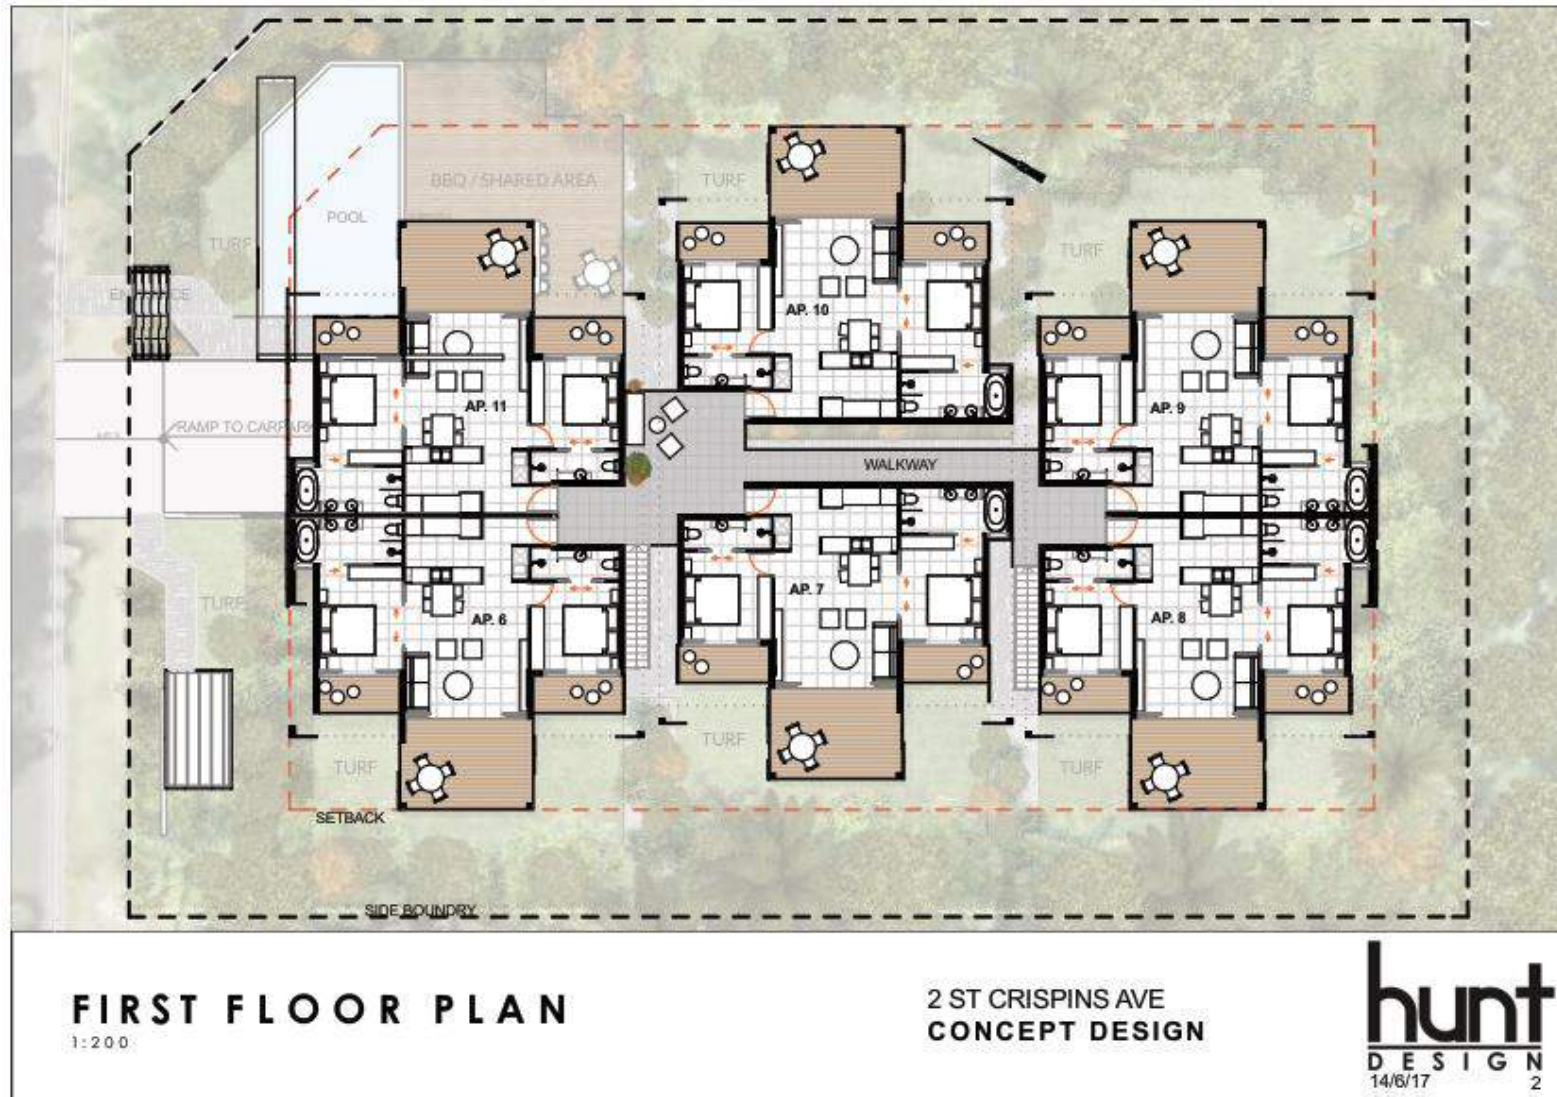 BBQ / SHARED AREA
TURF
POOL
TURF
TURF
AP. 10
AP. 11
AP. 9
RAMP TO CARPARK
WALKWAY
AP. 7
TURF
AP. 6
AP. 8
TURF
TURF
TURF
SETBACK
SIDE BOUNDRY
FIRST FLOOR PLAN
1:200
2 ST CRISPINS AVE
CONCEPT DESIGN
hunt
DESIGN
14/6/17
2